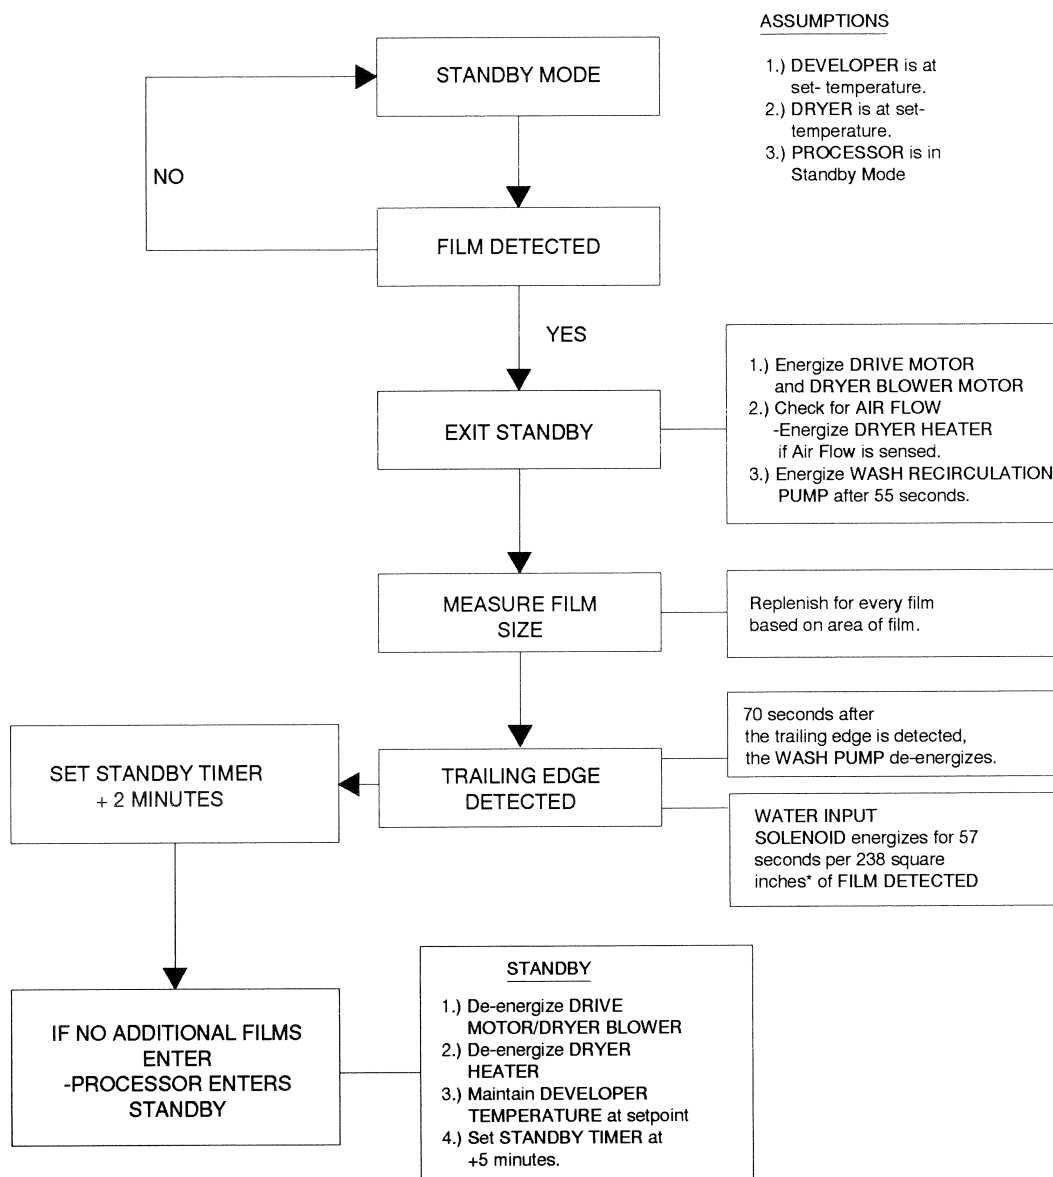 ASSUMPTIONS
1.) DEVELOPER is at
set- temperature.
2.) DRYER is at set-
temperature.
3.) PROCESSOR is in
Standby Mode
STANDBY MODE
NO
FILM DETECTED
YES
EXIT STANDBY
1.) Energize DRIVE MOTOR
and DRYER BLOWER MOTOR
2.) Check for AIR FLOW
-Energize DRYER HEATER
if Air Flow is sensed.
3.) Energize WASH RECIRCULATION
PUMP after 55 seconds.
MEASURE FILM
SIZE
Replenish for every film
based on area of film.
TRAILING EDGE
DETECTED
70 seconds after
the trailing edge is detected,
the WASH PUMP de-energizes.
WATER INPUT
SOLENOID energizes for 57
seconds per 238 square
inches* of FILM DETECTED
SET STANDBY TIMER
+ 2 MINUTES
IF NO ADDITIONAL FILMS
ENTER
-PROCESSOR ENTERS
STANDBY
STANDBY
1.) De-energize DRIVE
MOTOR/DRYER BLOWER
2.) De-energize DRYER
HEATER
3.) Maintain DEVELOPER
TEMPERATURE at setpoint
4.) Set STANDBY TIMER at
+5 minutes.